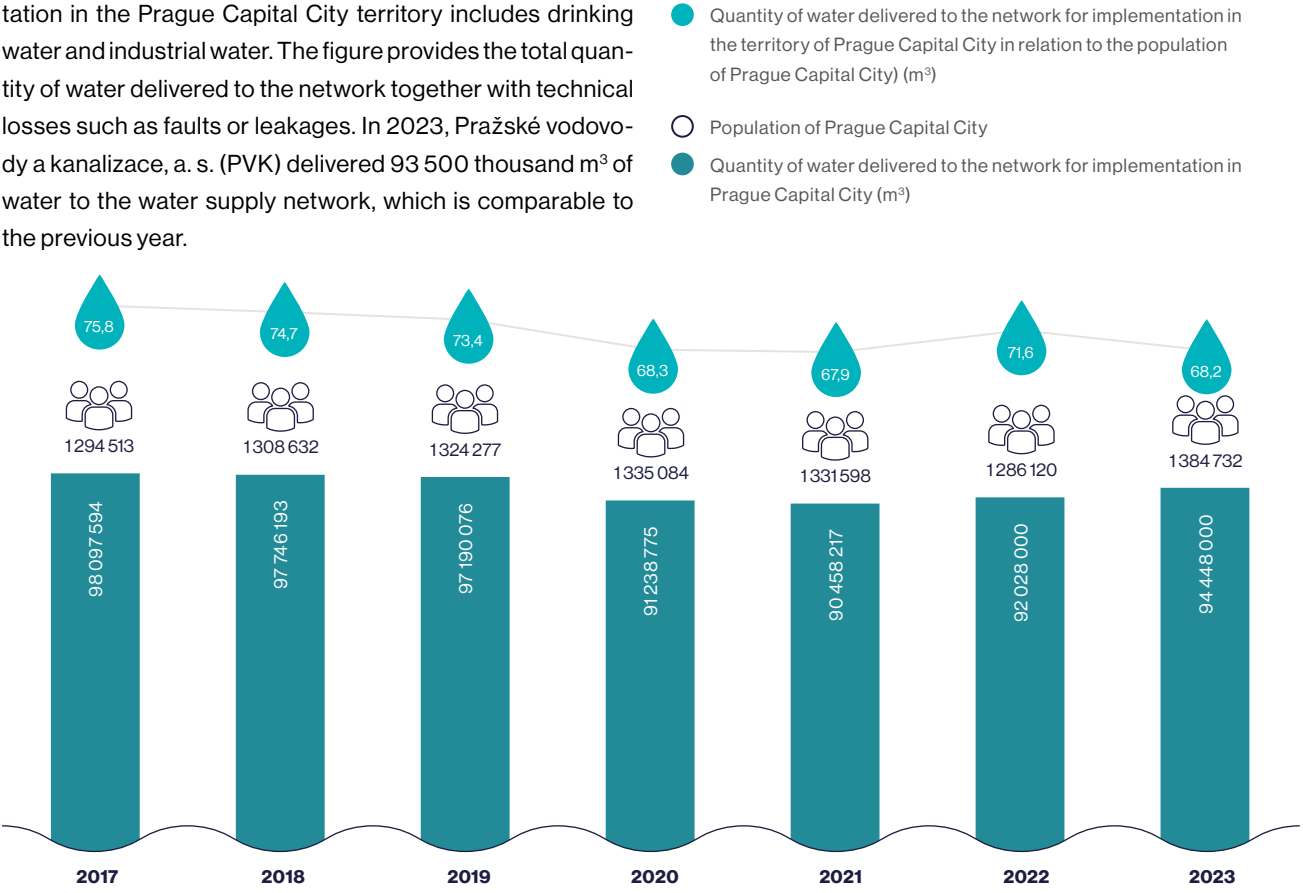 tation in the Prague Capital City territory includes drinking
water and industrial water. The figure provides the total quan-
tity of water delivered to the network together with technical
losses such as faults or leakages. In 2023, Pražské vodovo-
dy a kanalizace, a. s. (PVK) delivered 93 500 thousand m³ of
water to the water supply network, which is comparable to
the previous year.
Quantity of water delivered to the network for implementation in
the territory of Prague Capital City in relation to the population
of Prague Capital City) (m³)
Population of Prague Capital City
Quantity of water delivered to the network for implementation in
Prague Capital City (m³)
75,8
74,7
73,4
68,3
67,9
71,6
68,2
1 294 513
1 308 632
1 324 277
1 335 084
1 331 598
1 286 120
1 384 732
98 097 594
97 746 193
97 190 076
91 238 775
90 458 217
92 028 000
94 448 000
2017
2018
2019
2020
2021
2022
2023